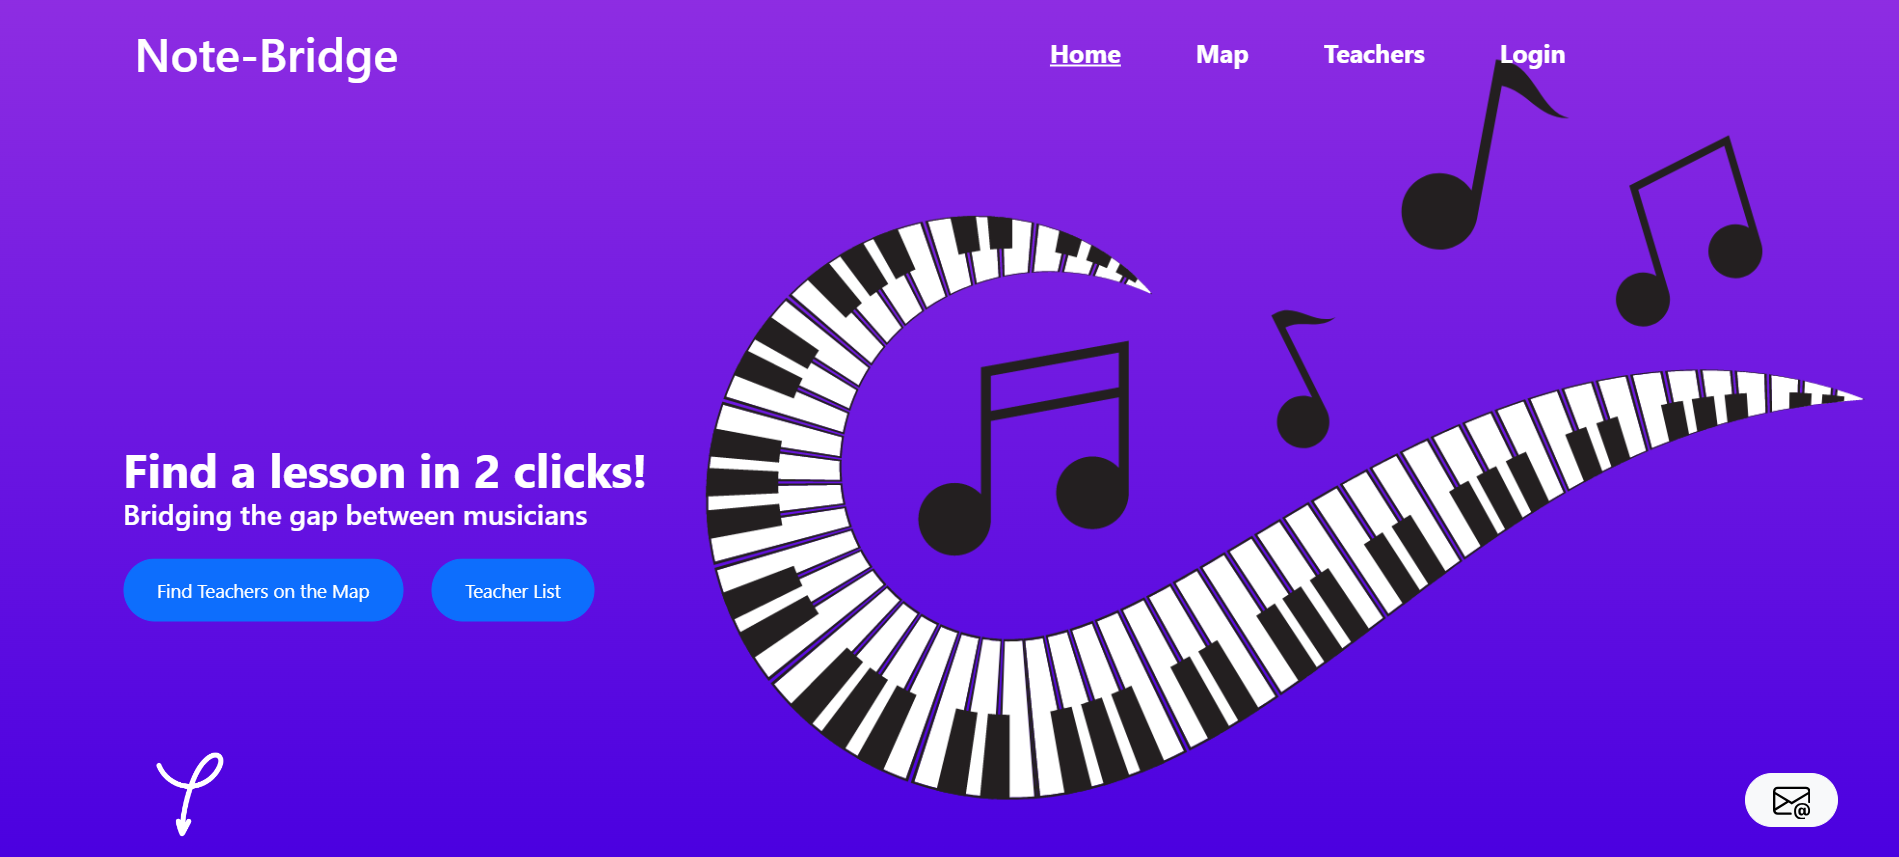 Note-Bridge
Home Map Teachers Login
Find a lesson in 2 clicks!
Bridging the gap between musicians
Find Teachers on the Map
Teacher List
@